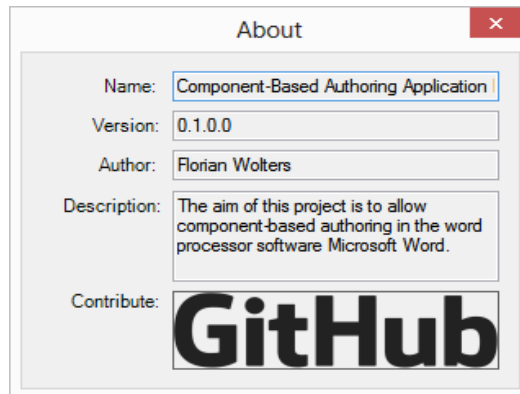 About
Name: Component-Based Authoring Application
Version: 0.1.0.0
Author: Florian Wolters
Description: The aim of this project is to allow
component-based authoring in the word
processor software Microsoft Word.
Contribute: GitHub